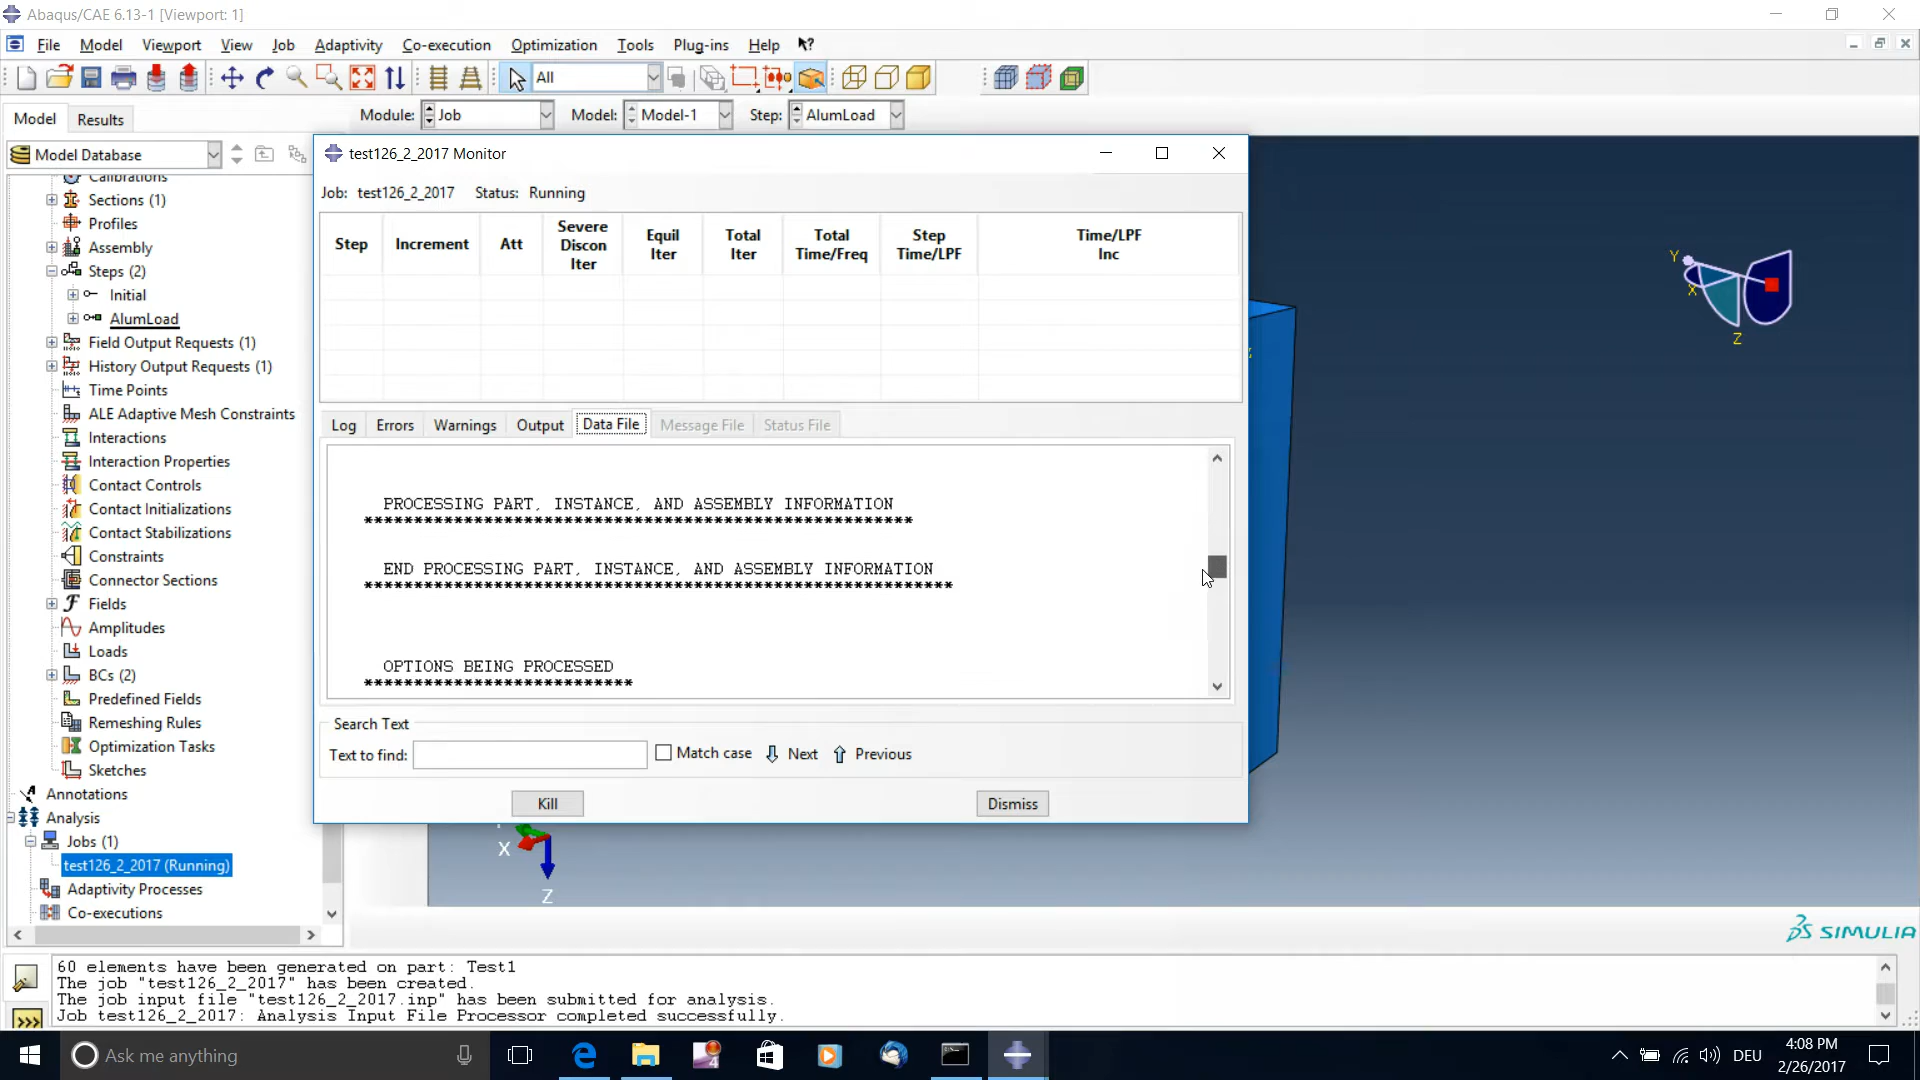 Abaqus/CAE 6.13-1 [Viewport: 1]
File Model Viewport View Job Adaptivity Co-execution Optimization Tools Plug-ins Help ?
All
Model Results
Module: Job Model: Model-1 Step: AlumLoad
Model Database
Calibrations
Sections (1)
Profiles
Assembly
Steps (2)
Initial
AlumLoad
Field Output Requests (1)
History Output Requests (1)
Time Points
ALE Adaptive Mesh Constraints
Interactions
Interaction Properties
Contact Controls
Contact Initializations
Contact Stabilizations
Constraints
Connector Sections
Fields
Amplitudes
Loads
BCs (2)
Predefined Fields
Remeshing Rules
Optimization Tasks
Sketches
Annotations
Analysis
Jobs (1)
test126_2_2017 (Running)
Adaptivity Processes
Co-executions
test126_2_2017 Monitor
Job: test126_2_2017 Status: Running
Step Increment Att Severe Discon Iter Equil Iter Total Iter Total Time/Freq Step Time/LPF Time/LPF Inc
Log Errors Warnings Output Data File Message File Status File
PROCESSING PART, INSTANCE, AND ASSEMBLY INFORMATION
*******************************************************
END PROCESSING PART, INSTANCE, AND ASSEMBLY INFORMATION
***********************************************************
OPTIONS BEING PROCESSED
***************************
Search Text
Text to find: Match case Next Previous
Kill Dismiss
Y
X
Z
X
Z
SIMULIA
60 elements have been generated on part: Test1
The job "test126_2_2017" has been created.
The job input file "test126_2_2017.inp" has been submitted for analysis.
Job test126_2_2017: Analysis Input File Processor completed successfully.
>>>
Ask me anything
4
DEU
4:08 PM
2/26/2017